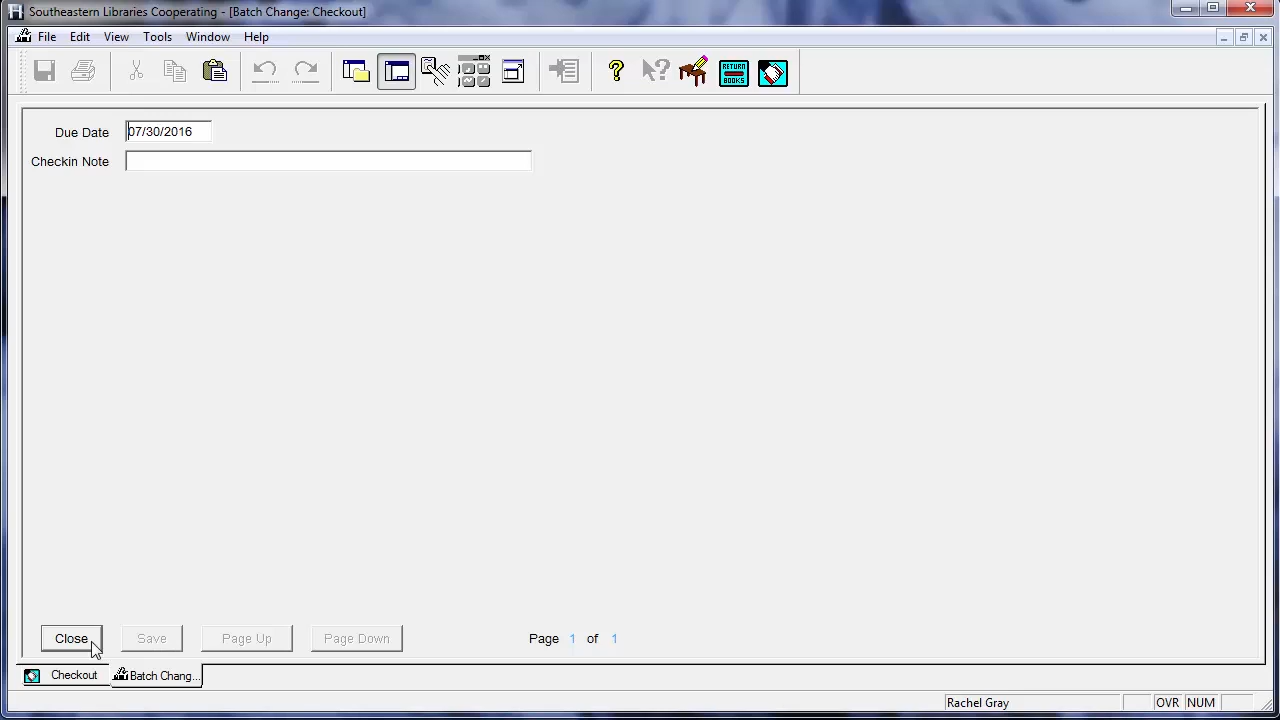 Southeastern Libraries Cooperating - [Batch Change: Checkout]
File Edit View Tools Window Help
RETURN
BOOKS
Due Date 07/30/2016
Checkin Note
Close Save Page Up Page Down Page 1 of 1
Checkout Batch Chang...
Rachel Gray OVR NUM